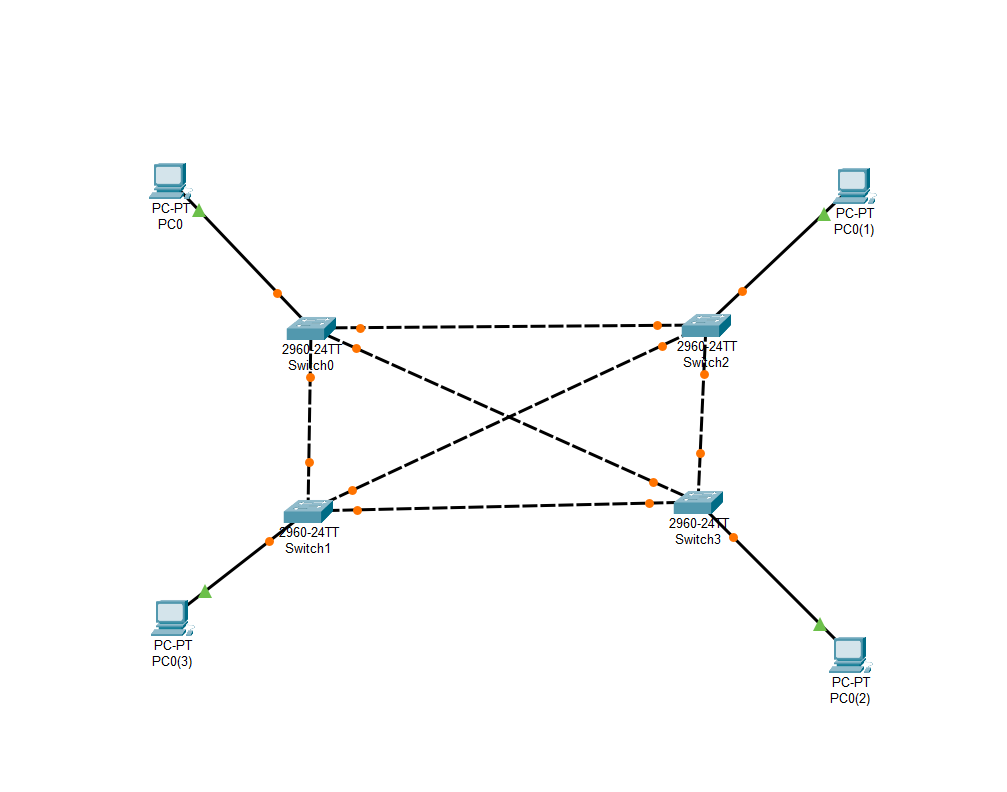 PC-PT
PC0
PC-PT
PC0(1)
2960-24TT
Switch0
2960-24TT
Switch2
2960-24TT
Switch1
2960-24TT
Switch3
PC-PT
PC0(3)
PC-PT
PC0(2)